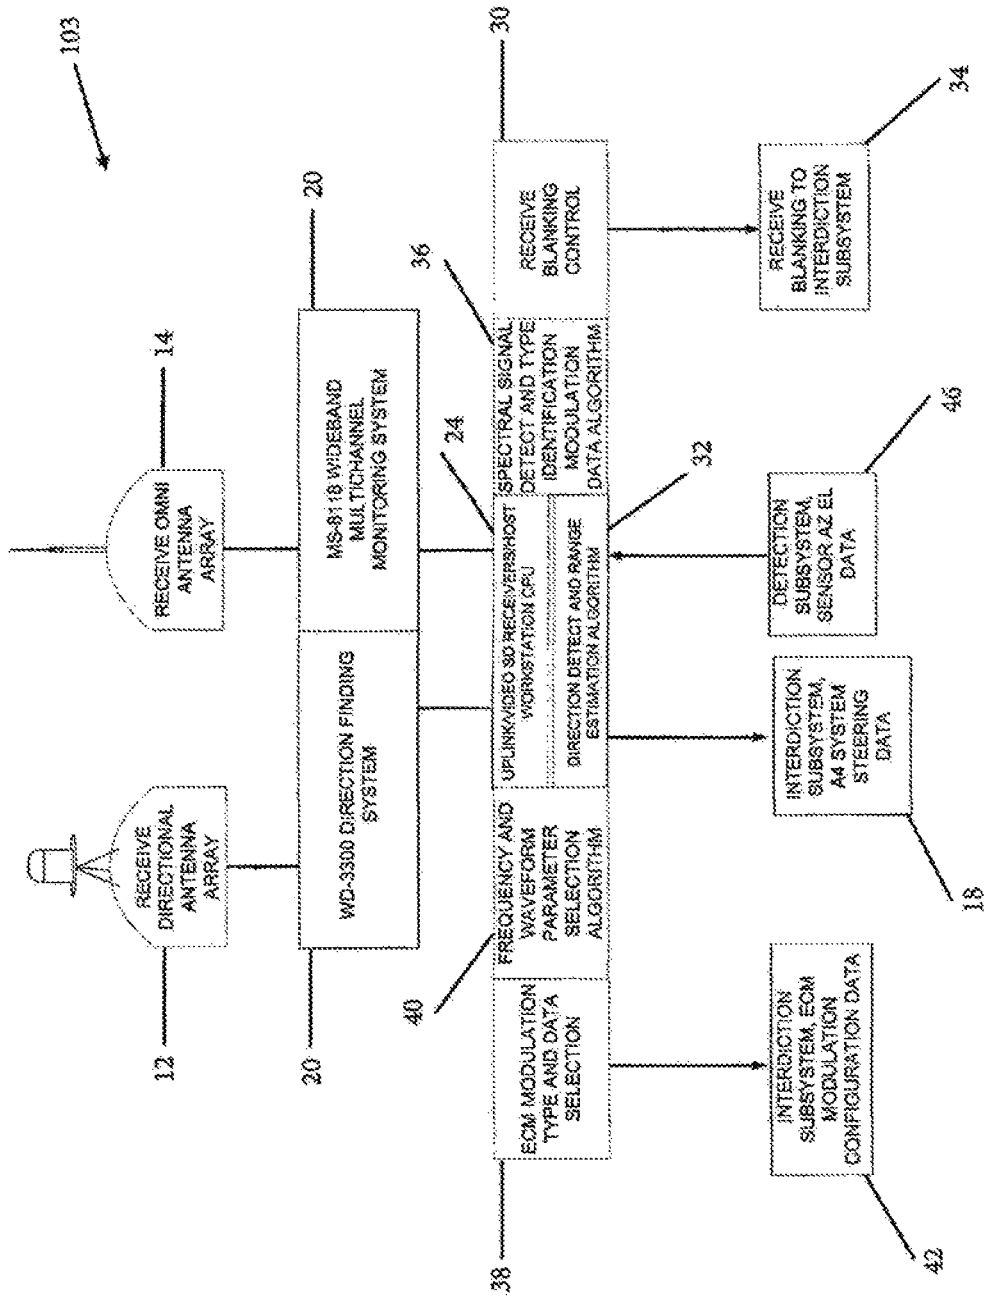 103
12
RECEIVE
DIRECTIONAL
ANTENNA
ARRAY
14
RECEIVE OMNI
ANTENNA
ARRAY
20
WD-3300 DIRECTION FINDING
SYSTEM
MS-8118 WIDEBAND
MULTICHANNEL
MONITORING SYSTEM
20
38
ECM MODULATION
TYPE AND DATA
SELECTION
40
FREQUENCY AND
WAVEFORM
PARAMETER
SELECTION
ALGORITHM
24
UPLINK/VIDEO SD RECEIVERS/HOST
WORKSTATION CPU
DIRECTION DETECT AND RANGE
ESTIMATION ALGORITHM
32
36
SPECTRAL SIGNAL
DETECT AND TYPE
IDENTIFICATION
MODULATION
DATA ALGORITHM
RECEIVE
BLANKING
CONTROL
30
INTERDICTION
SUBSYSTEM, ECM
MODULATION
CONFIGURATION DATA
42
INTERDICTION
SUBSYSTEM,
A4 SYSTEM
STEERING
DATA
18
DETECTION
SUBSYSTEM,
SENSOR AZ EL
DATA
46
RECEIVE
BLANKING TO
INTERDICTION
SUBSYSTEM
34